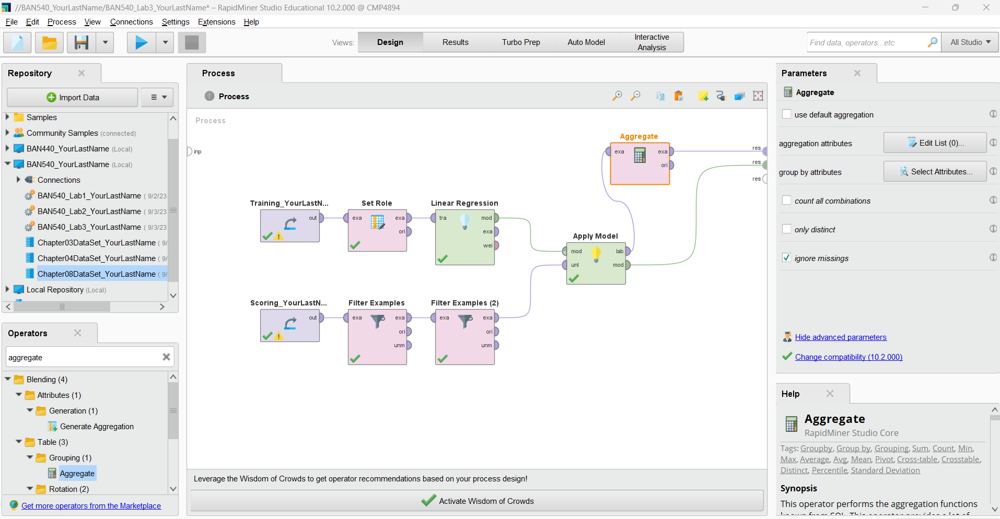 //BAN540_YourLastName/BAN540_Lab3_YourLastName* – RapidMiner Studio Educational 10.2.000 @ CMP4894
File Edit Process View Connections Settings Extensions Help
Views: Design Results Turbo Prep Auto Model Interactive Analysis
Find data, operators...etc All Studio
Repository
Import Data
Samples
Community Samples (connected)
BAN440_YourLastName (Local)
BAN540_YourLastName (Local)
Connections
BAN540_Lab1_YourLastName ( 9/2/23
BAN540_Lab2_YourLastName ( 9/3/23
BAN540_Lab3_YourLastName ( 9/3/23
Chapter03DataSet_YourLastName ( 9/
Chapter04DataSet_YourLastName ( 9/
Chapter08DataSet_YourLastName ( 9/
Local Repository (Local)
Operators
aggregate
Blending (4)
Attributes (1)
Generation (1)
Generate Aggregation
Table (3)
Grouping (1)
Aggregate
Rotation (2)
Get more operators from the Marketplace
Process
Process
Process
inp
Aggregate
exa exa
ori
res
res
res
Training_YourLastN...
out
Set Role
exa exa
ori
Linear Regression
tra mod
exa
wei
Apply Model
mod lab
unl mod
Scoring_YourLastN...
out
Filter Examples
exa exa
ori
unm
Filter Examples (2)
exa exa
ori
unm
Leverage the Wisdom of Crowds to get operator recommendations based on your process design!
Activate Wisdom of Crowds
Parameters
Aggregate
use default aggregation
aggregation attributes Edit List (0)...
group by attributes Select Attributes...
count all combinations
only distinct
ignore missings
Hide advanced parameters
Change compatibility (10.2.000)
Help
Aggregate
RapidMiner Studio Core
Tags: Groupby, Group by, Grouping, Sum, Count, Min,
Max, Average, Avg, Mean, Pivot, Cross-table, Crosstable,
Distinct, Percentile, Standard Deviation
Synopsis
This operator performs the aggregation functions
known from SQL. This operator provides a lot of